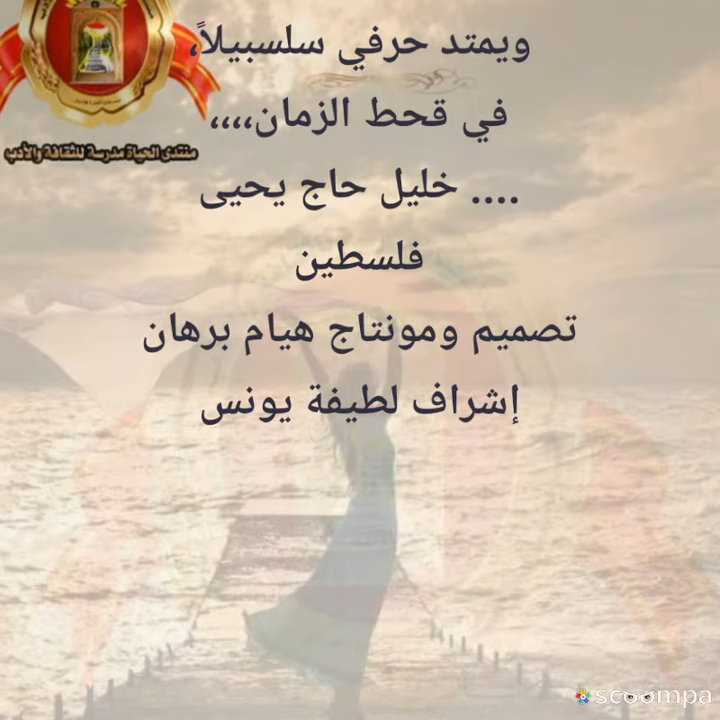 ويمتد حرفي سلسبيلاً،
في قحط الزمان،،،،
.... خليل حاج يحيى
فلسطين
تصميم ومونتاج هيام برهان
إشراف لطيفة يونس
منتدى الحياة مدرسة للثقافة والأدب
scoompa